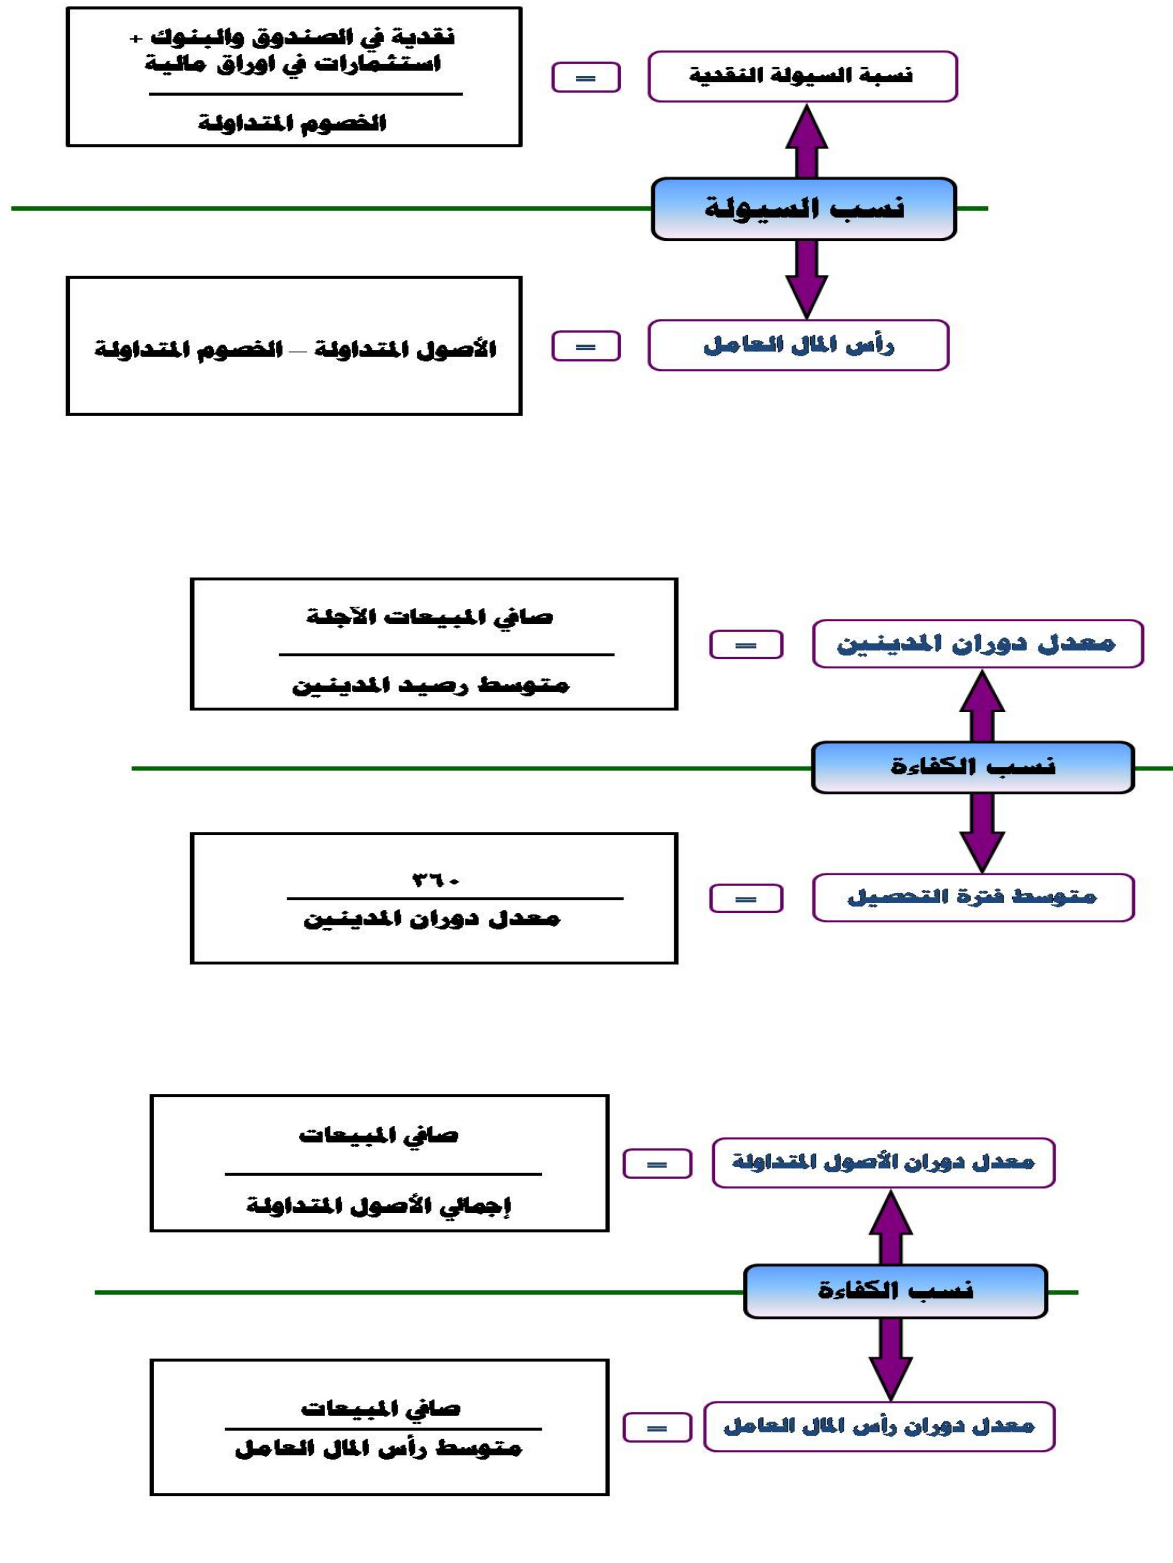 نسبة السيولة النقدية
=
نقدية في الصندوق والبنوك +
استثمارات في اوراق مالية
الخصوم المتداولة
نسب السيولة
رأس المال العامل
=
الأصول المتداولة – الخصوم المتداولة
معدل دوران المدينين
=
صافي المبيعات الآجلة
متوسط رصيد المدينين
نسب الكفاءة
متوسط فترة التحصيل
=
٣٦٠
معدل دوران المدينين
معدل دوران الأصول المتداولة
=
صافي المبيعات
إجمالي الأصول المتداولة
نسب الكفاءة
معدل دوران رأس المال العامل
=
صافي المبيعات
متوسط رأس المال العامل